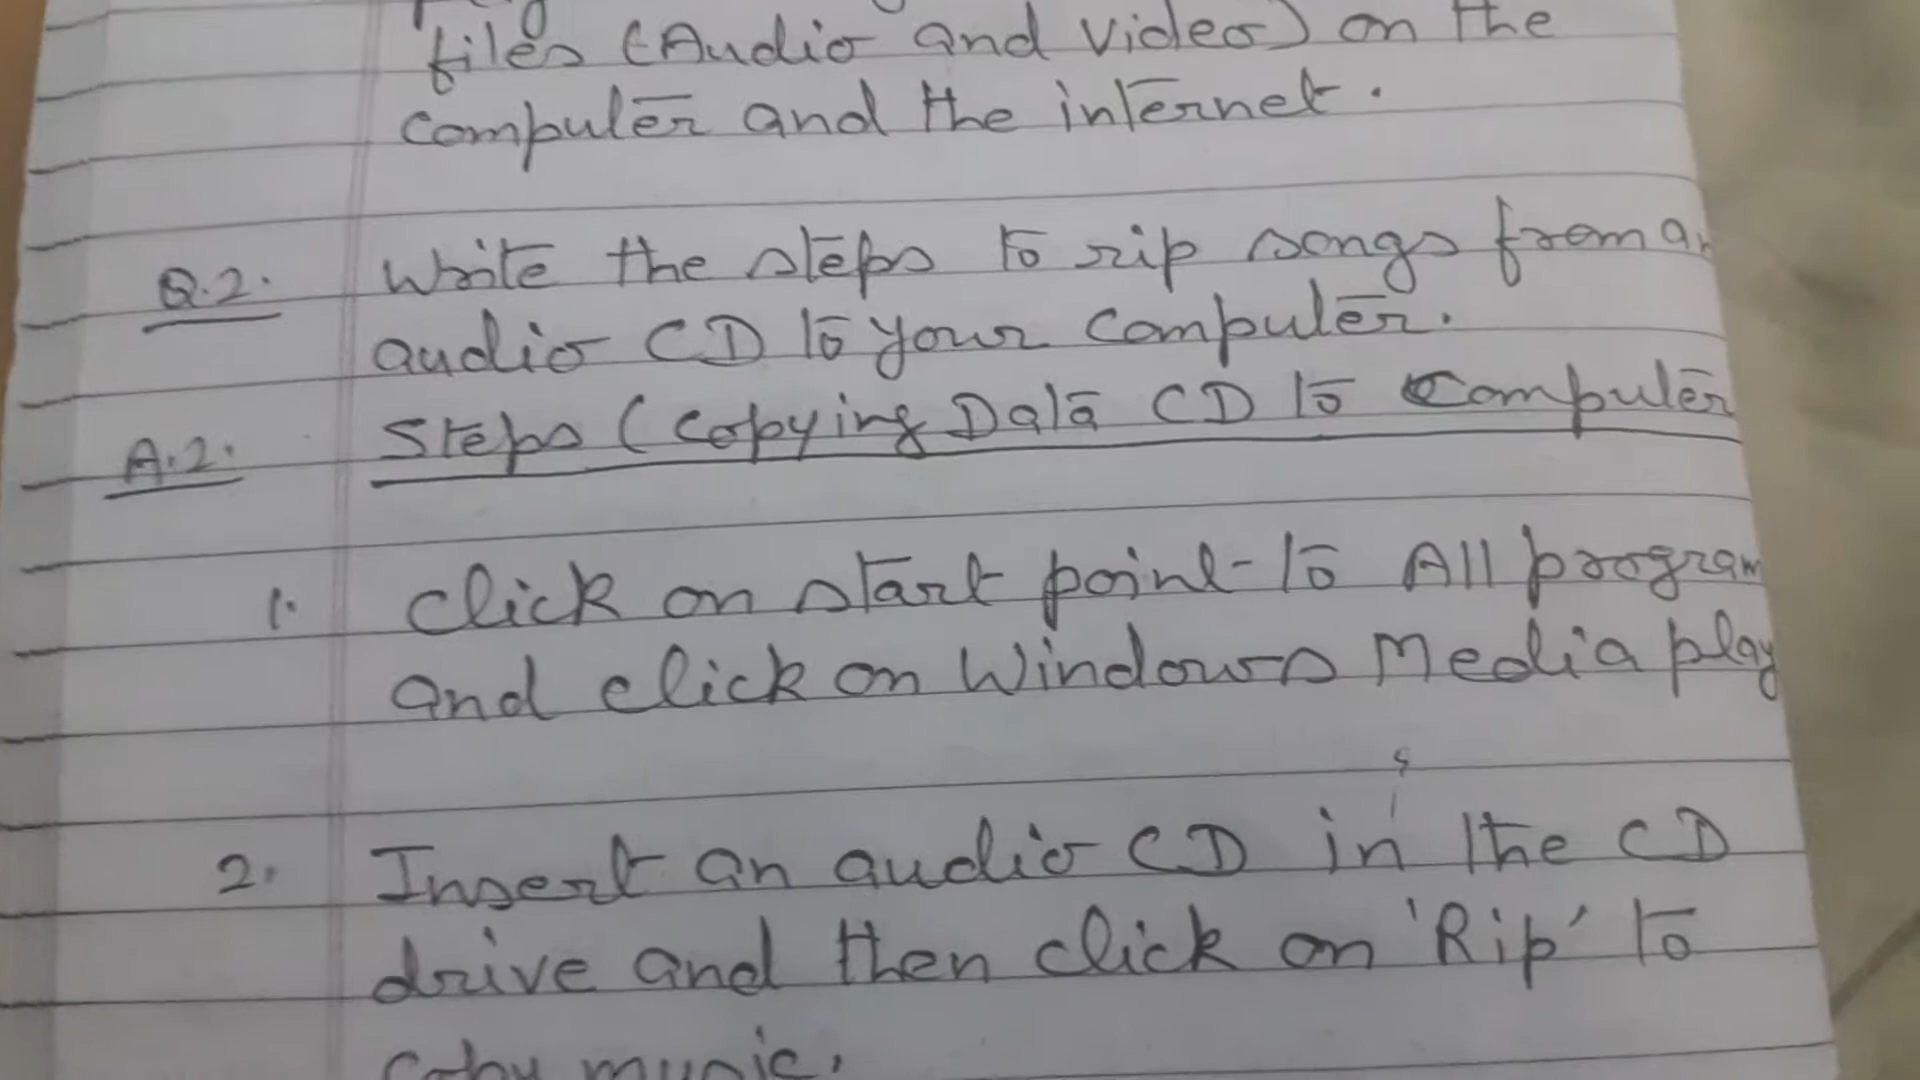 files (Audio and video) on the
computer and the internet.
Q.2. Write the steps to rip songs from an
audio CD to your computer.
A.2. Steps (Copying Data CD to Computer
1. Click on start point to All program
and click on Windows Media play
2. Insert an audio CD in the CD
drive and then click on 'Rip' to
copy music.